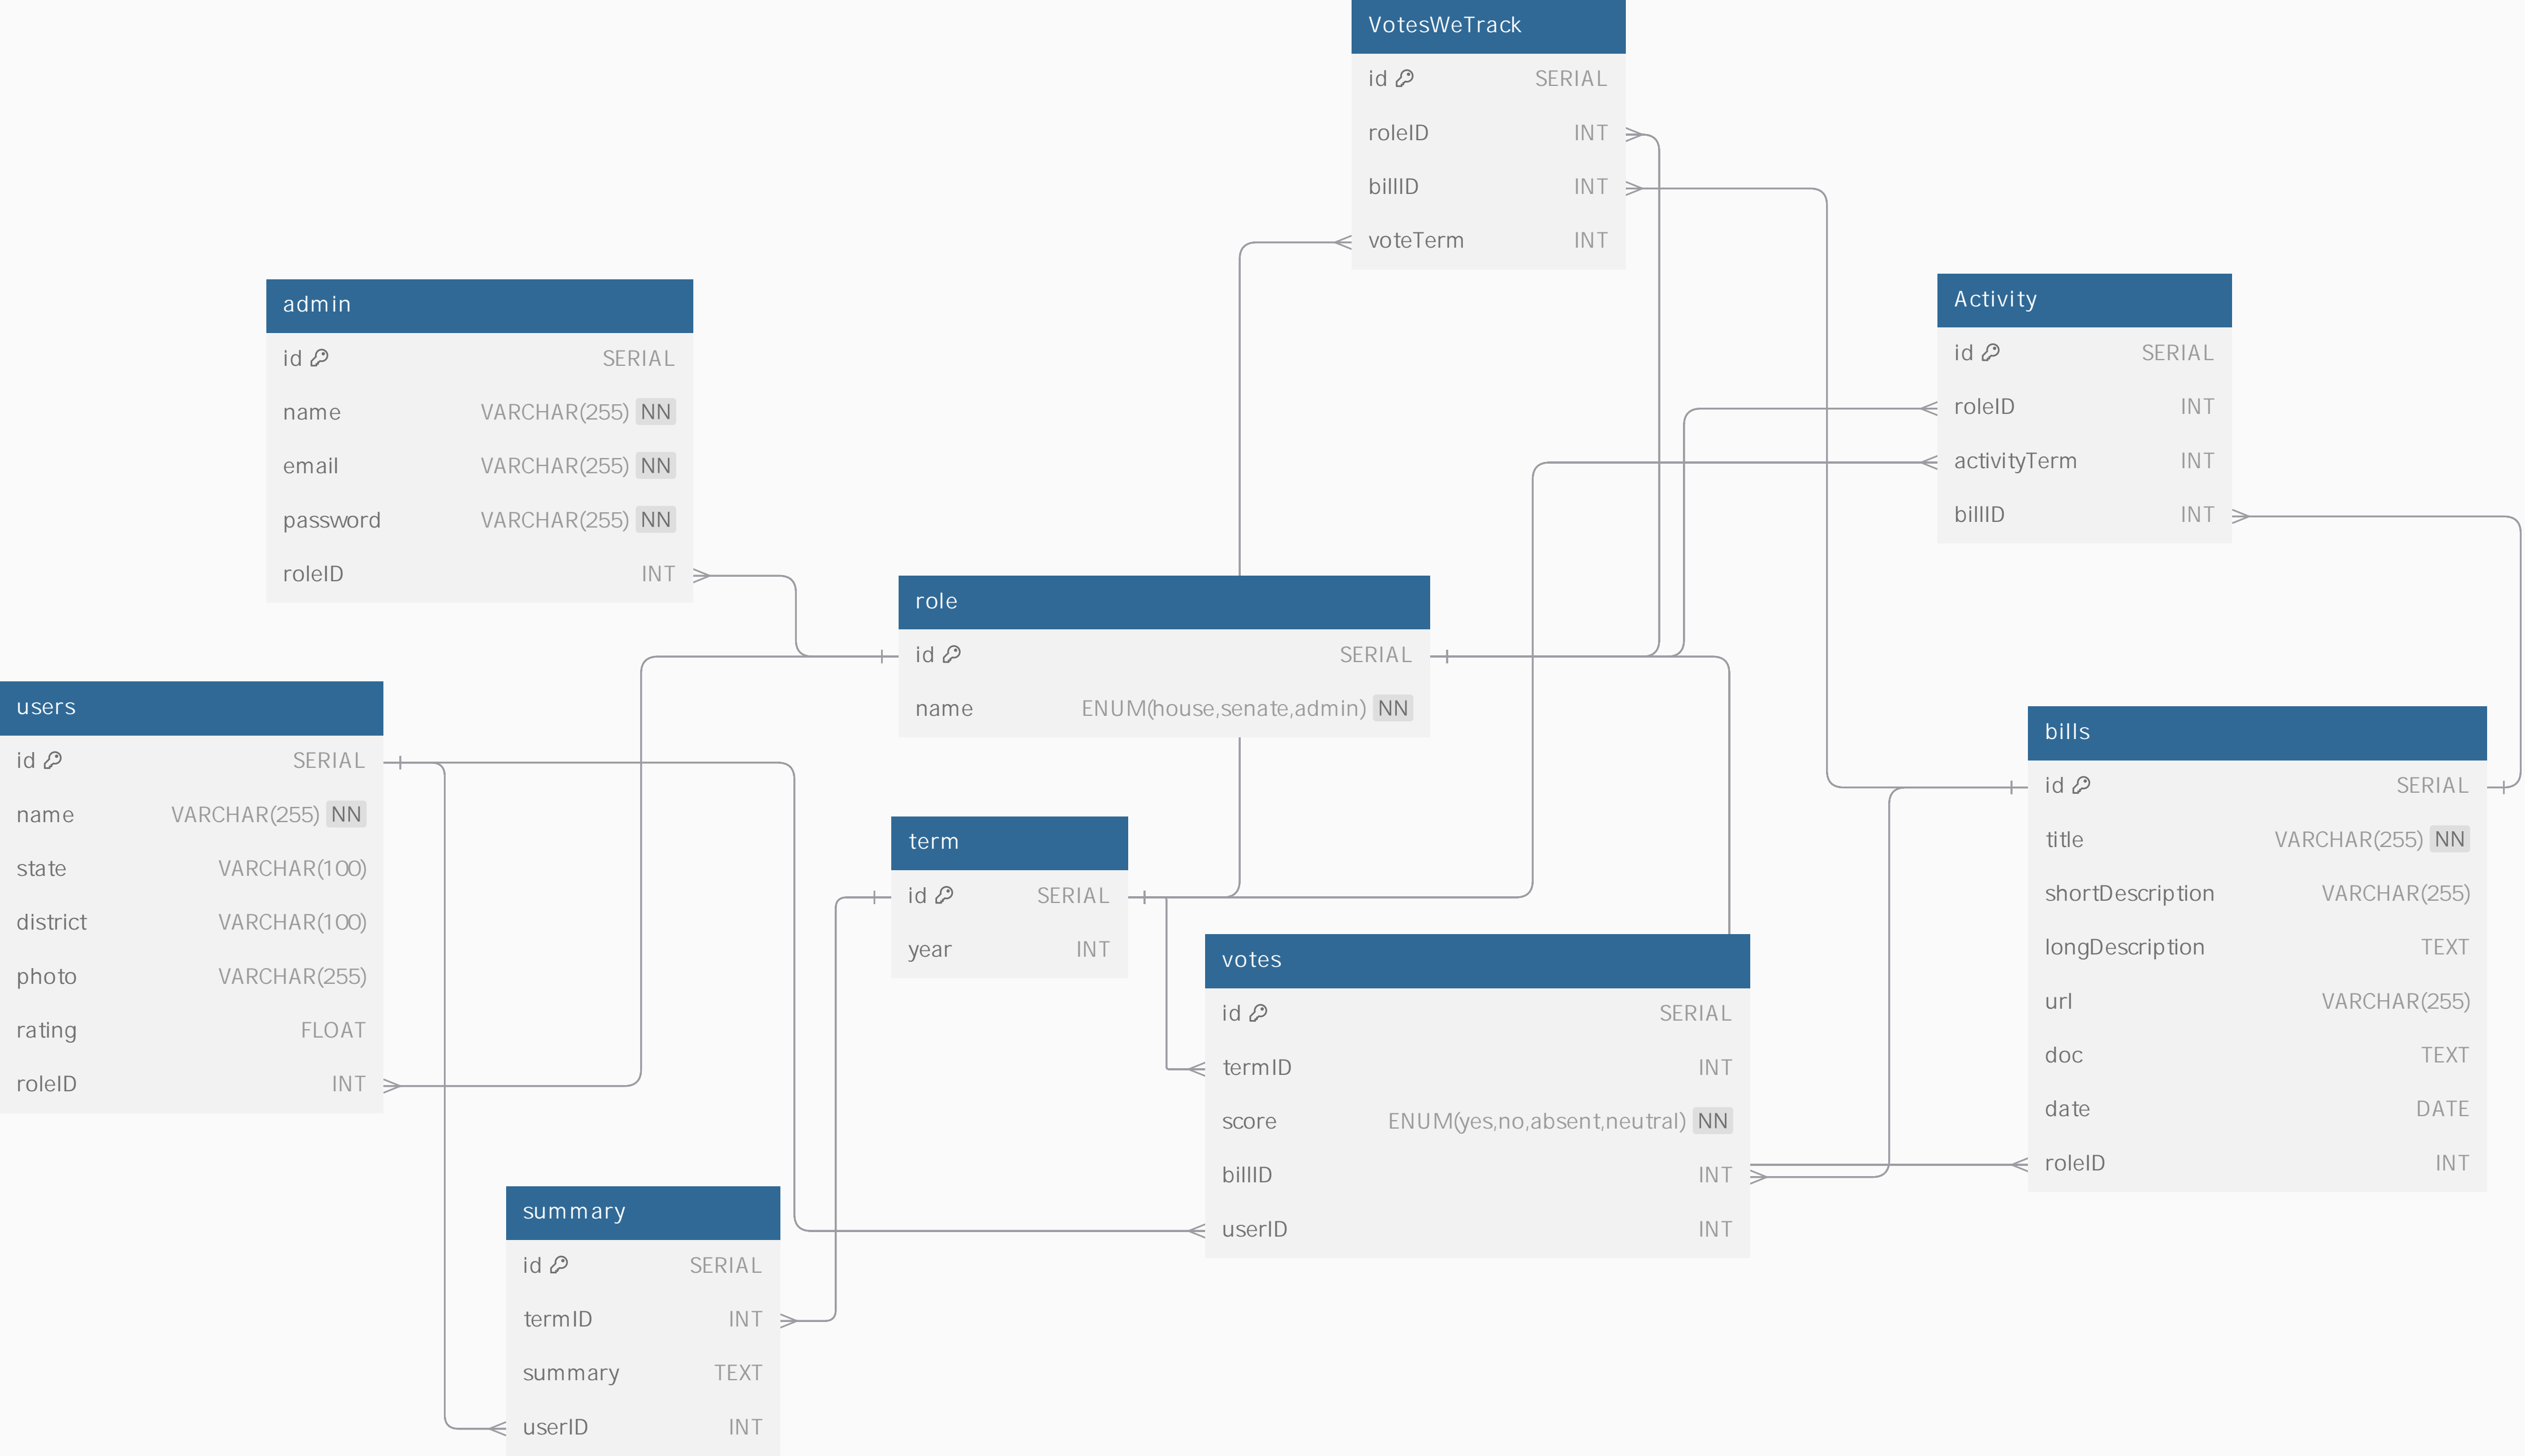 VotesWeTrack
id SERIAL
roleID INT
billID INT
voteTerm INT
admin
id SERIAL
name VARCHAR(255) NN
email VARCHAR(255) NN
password VARCHAR(255) NN
roleID INT
Activity
id SERIAL
roleID INT
activityTerm INT
billID INT
role
id SERIAL
name ENUM(house,senate,admin) NN
users
id SERIAL
name VARCHAR(255) NN
state VARCHAR(100)
district VARCHAR(100)
photo VARCHAR(255)
rating FLOAT
roleID INT
bills
id SERIAL
title VARCHAR(255) NN
shortDescription VARCHAR(255)
longDescription TEXT
url VARCHAR(255)
doc TEXT
date DATE
roleID INT
term
id SERIAL
year INT
votes
id SERIAL
termID INT
score ENUM(yes,no,absent,neutral) NN
billID INT
userID INT
summary
id SERIAL
termID INT
summary TEXT
userID INT